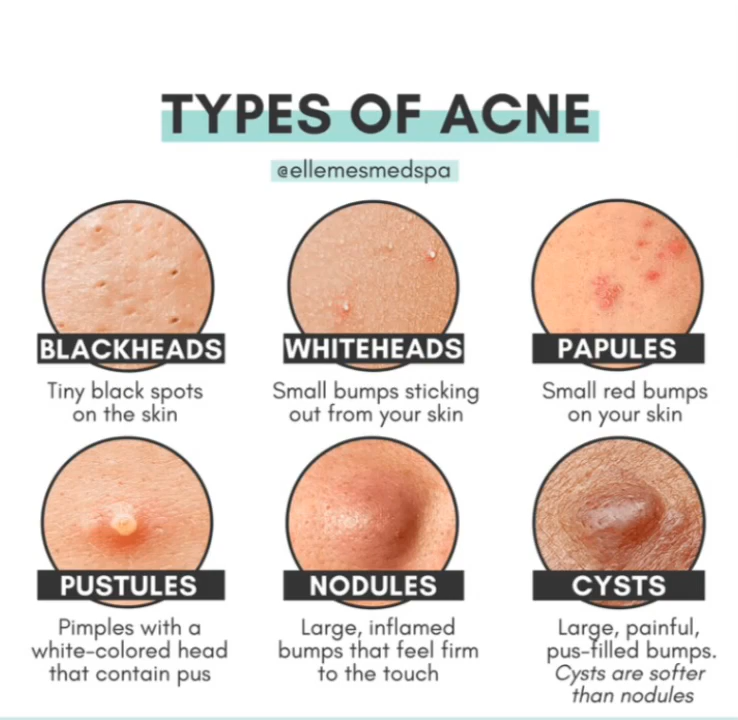 TYPES OF ACNE
@ellemesmedspa
BLACKHEADS
Tiny black spots
on the skin
WHITEHEADS
Small bumps sticking
out from your skin
PAPULES
Small red bumps
on your skin
PUSTULES
Pimples with a
white-colored head
that contain pus
NODULES
Large, inflamed
bumps that feel firm
to the touch
CYSTS
Large, painful,
pus-filled bumps.
Cysts are softer
than nodules